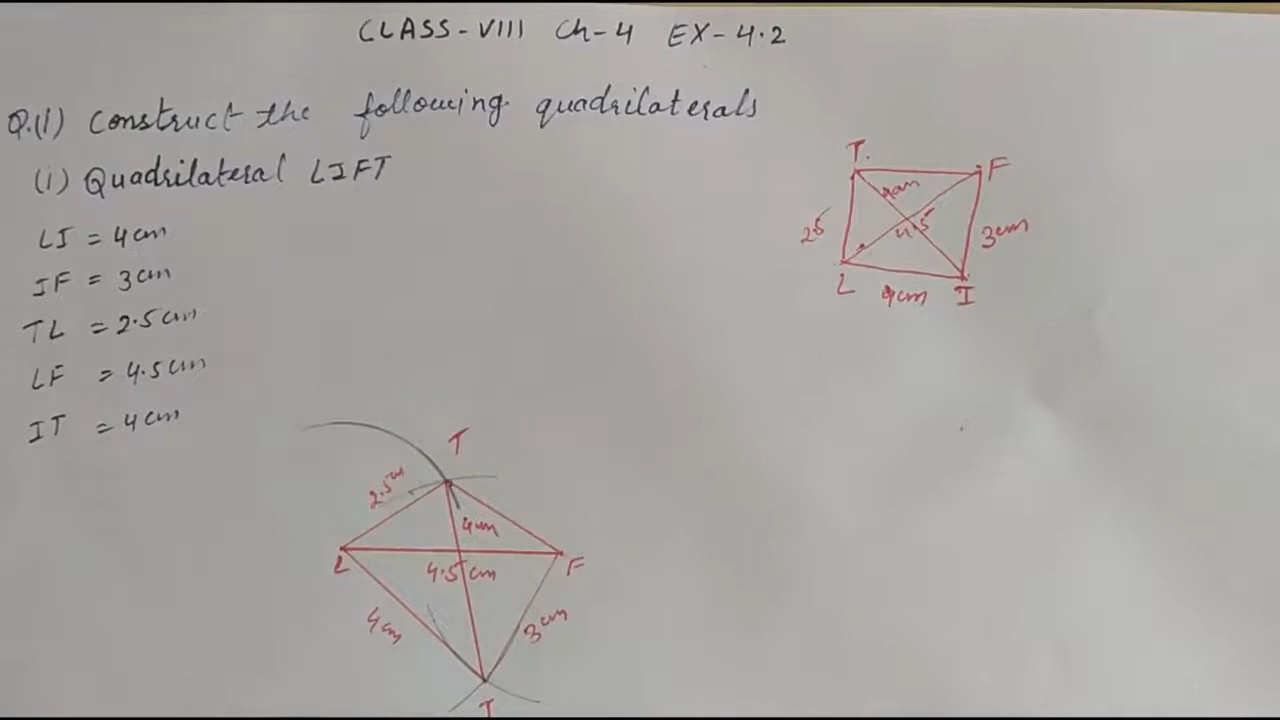 CLASS-VIII Ch-4 EX-4.2
Q.(1) construct the following quadrilaterals
(i) Quadrilateral LIFT
LI = 4cm
IF = 3cm
TL = 2.5cm
LF = 4.5cm
IT = 4cm
T. F
4cm
2.5 4.5 3cm
L 4cm I
T
2.5cm
4cm
L 4.5cm F
4cm 3cm
I